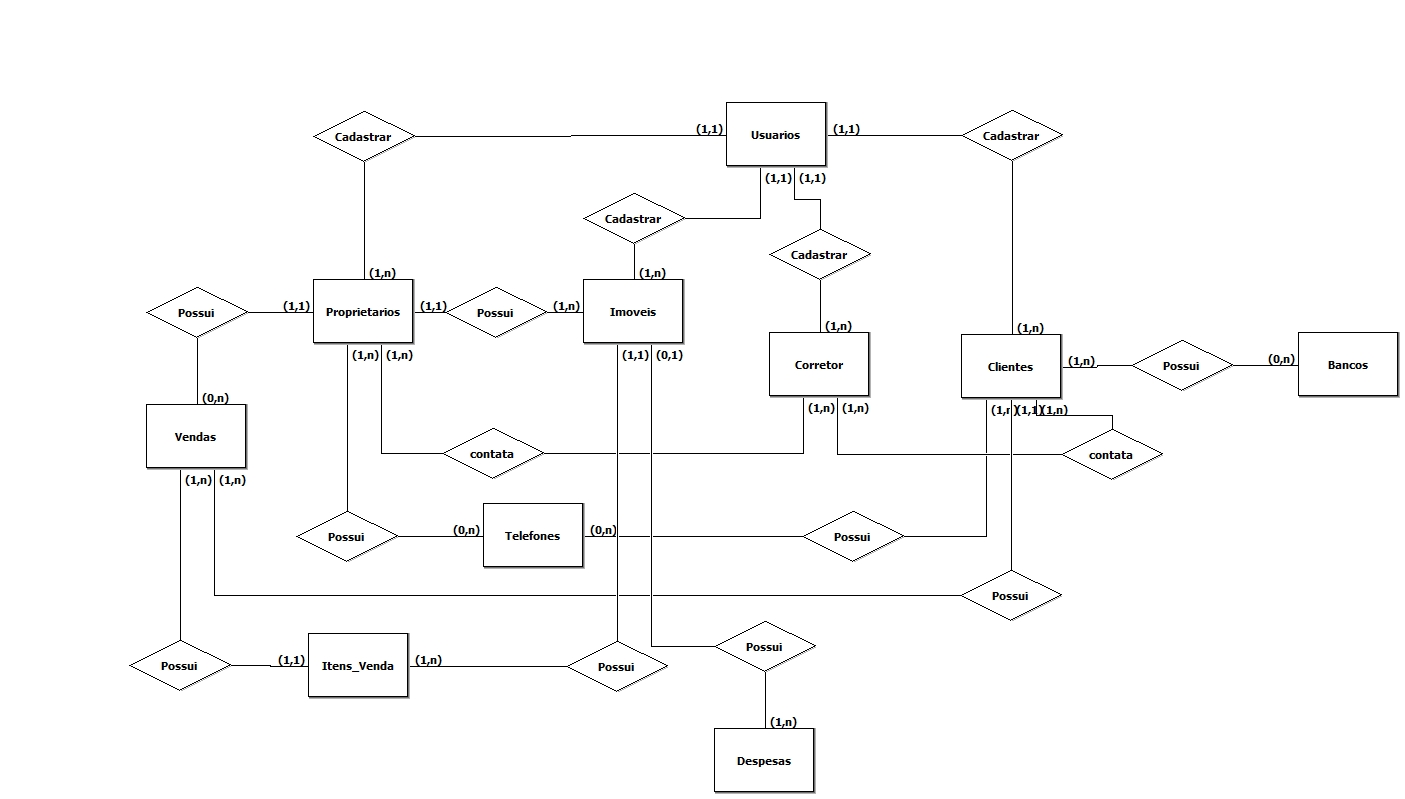 (1,1)
Usuarios
(1,1)
Cadastrar
Cadastrar
(1,1)
(1,1)
Cadastrar
Cadastrar
(1,n)
(1,n)
Possui
(1,1)
Proprietarios
(1,1)
Possui
(1,n)
Imoveis
(1,n)
(1,n)
(1,n)
(1,n)
(1,1)
(0,1)
Corretor
Clientes
(1,n)
Possui
(0,n)
Bancos
(0,n)
(1,n)
(1,n)
(1,n)
(1,1)
(1,n)
Vendas
contata
contata
(1,n)
(1,n)
Possui
(0,n)
Telefones
(0,n)
Possui
Possui
Possui
(1,1)
Itens_Venda
(1,n)
Possui
Possui
(1,n)
Despesas